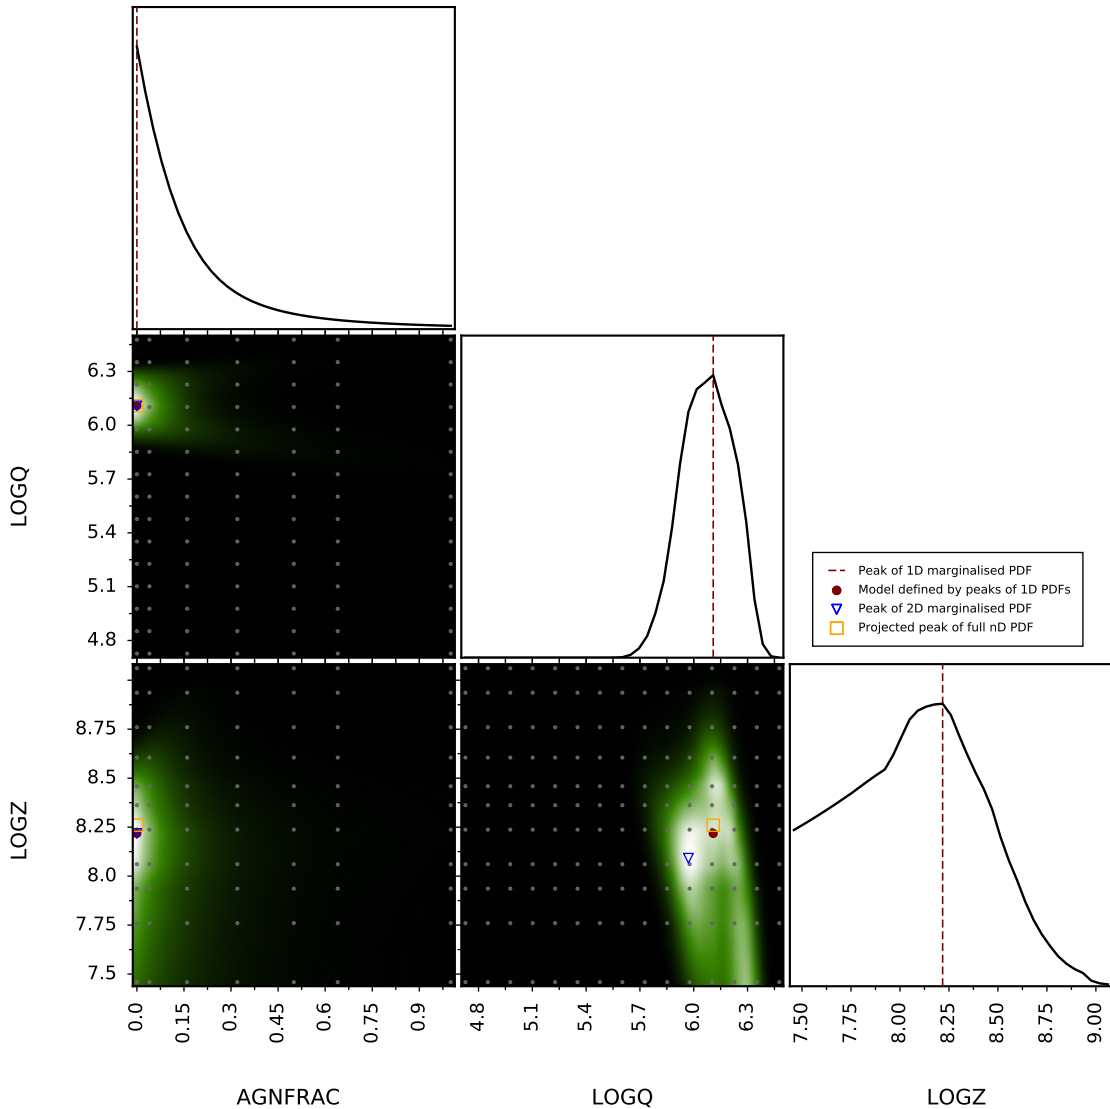 6.3
6.0
5.7
5.4
5.1
4.8
LOGQ
Peak of 1D marginalised PDF
Model defined by peaks of 1D PDFs
Peak of 2D marginalised PDF
Projected peak of full nD PDF
8.75
8.5
8.25
8.0
7.75
7.5
LOGZ
0.0 0.15 0.3 0.45 0.6 0.75 0.9
4.8 5.1 5.4 5.7 6.0 6.3
7.50 7.75 8.00 8.25 8.50 8.75 9.00
AGNFRAC LOGQ LOGZ